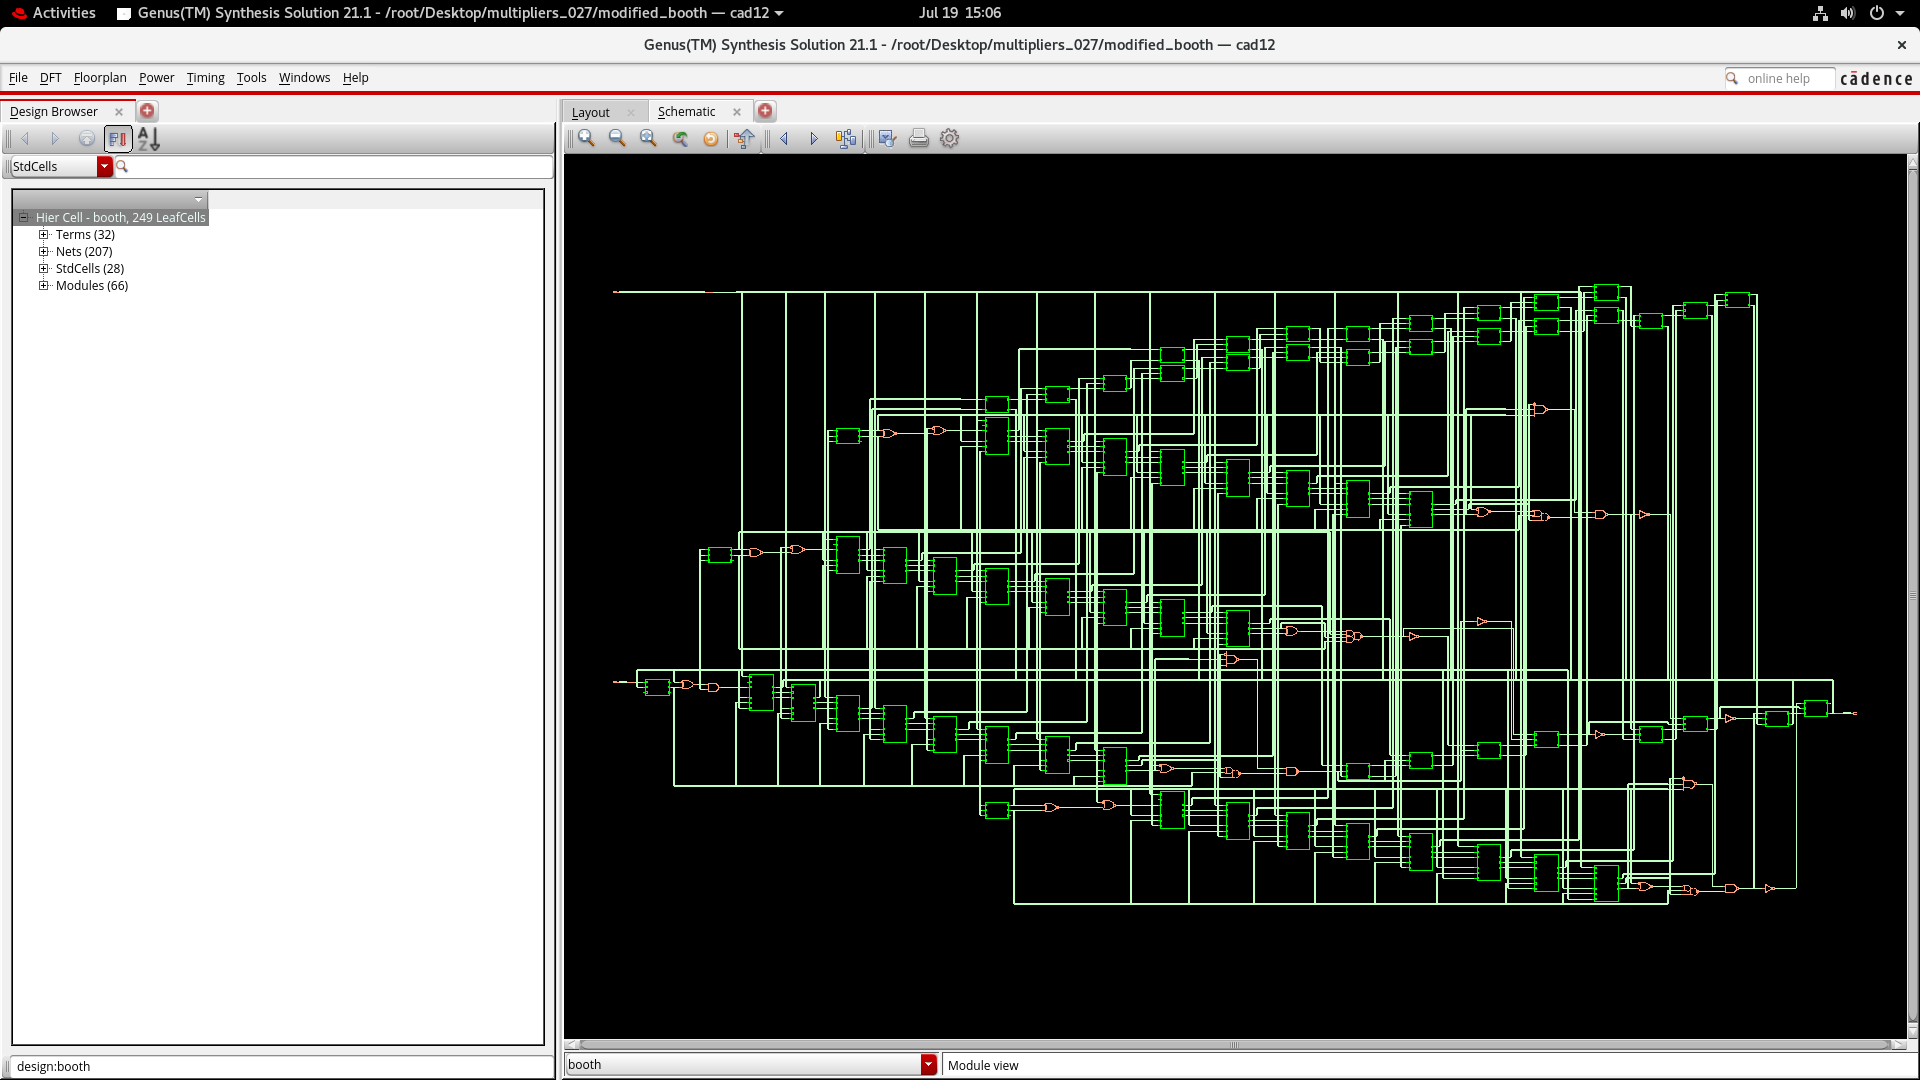 Activities
Genus(TM) Synthesis Solution 21.1 - /root/Desktop/multipliers_027/modified_booth — cad12
Jul 19 15:06
Genus(TM) Synthesis Solution 21.1 - /root/Desktop/multipliers_027/modified_booth — cad12
File DFT Floorplan Power Timing Tools Windows Help
online help
cādence
Design Browser
Layout
Schematic
StdCells
Hier Cell - booth, 249 LeafCells
Terms (32)
Nets (207)
StdCells (28)
Modules (66)
design:booth
booth
Module view